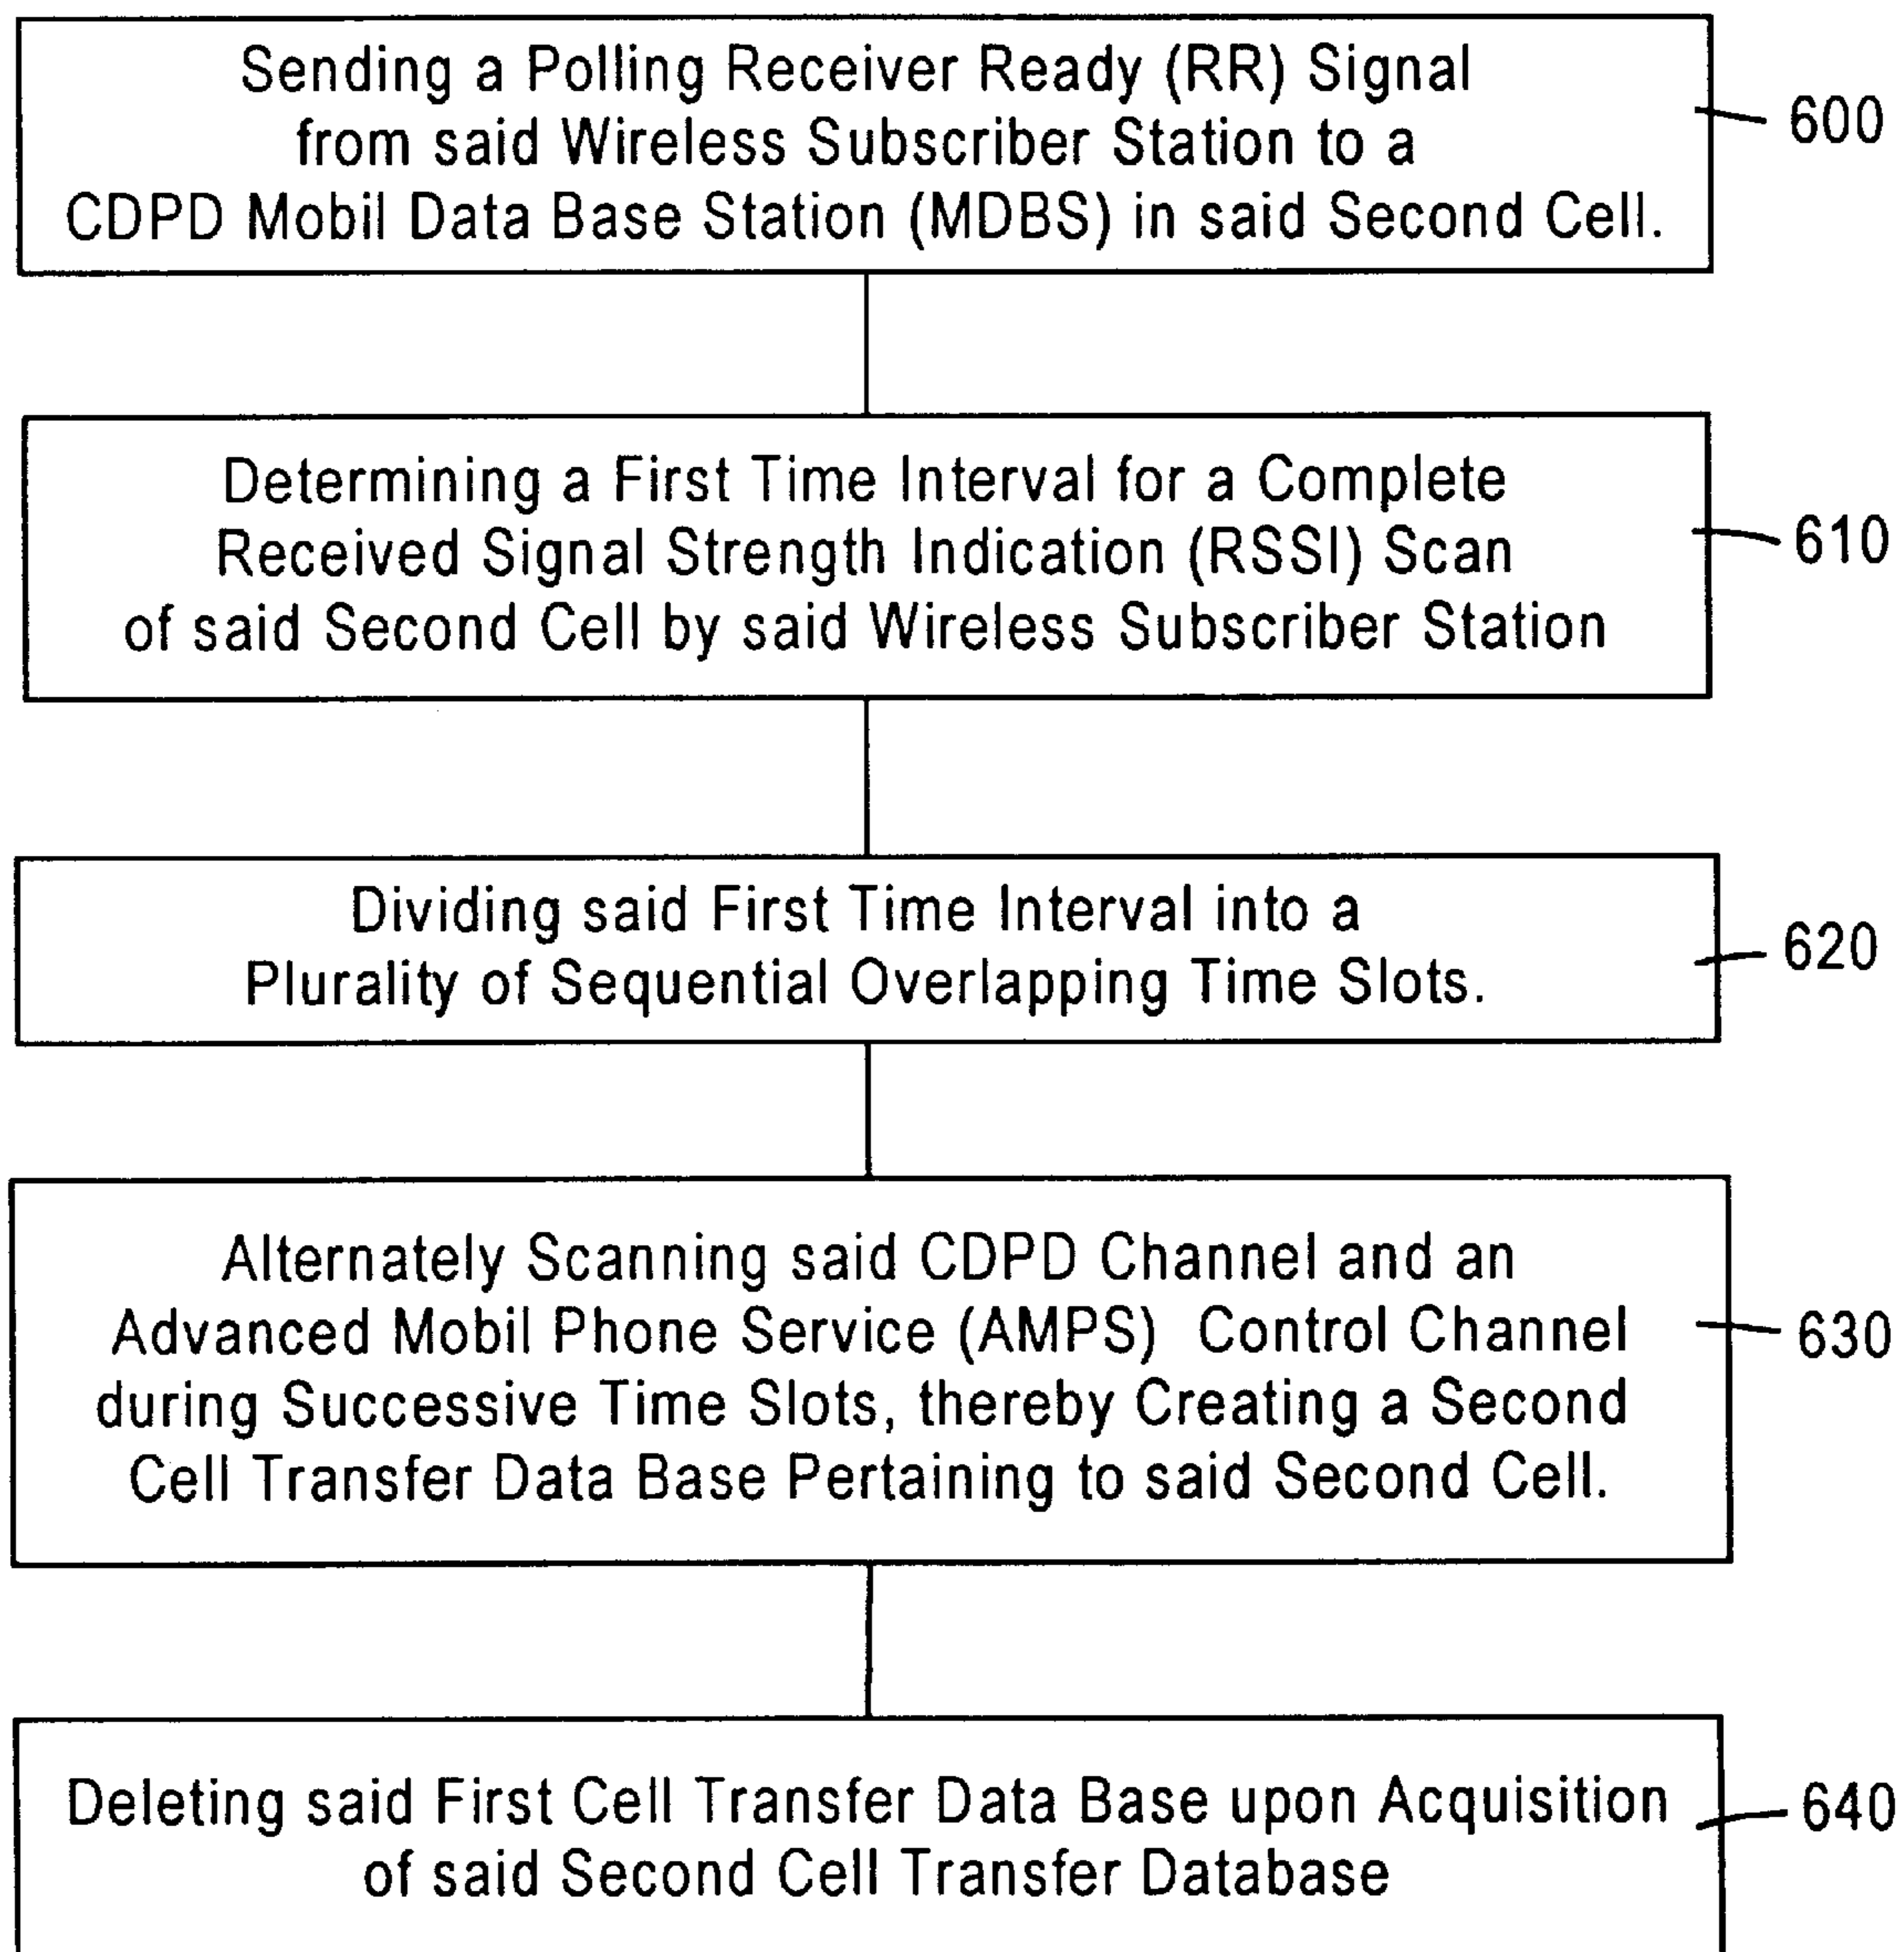 Sending a Polling Receiver Ready (RR) Signal
from said Wireless Subscriber Station to a
CDPD Mobil Data Base Station (MDBS) in said Second Cell.
600
Determining a First Time Interval for a Complete
Received Signal Strength Indication (RSSI) Scan
of said Second Cell by said Wireless Subscriber Station
610
Dividing said First Time Interval into a
Plurality of Sequential Overlapping Time Slots.
620
Alternately Scanning said CDPD Channel and an
Advanced Mobil Phone Service (AMPS) Control Channel
during Successive Time Slots, thereby Creating a Second
Cell Transfer Data Base Pertaining to said Second Cell.
630
Deleting said First Cell Transfer Data Base upon Acquisition
of said Second Cell Transfer Database
640